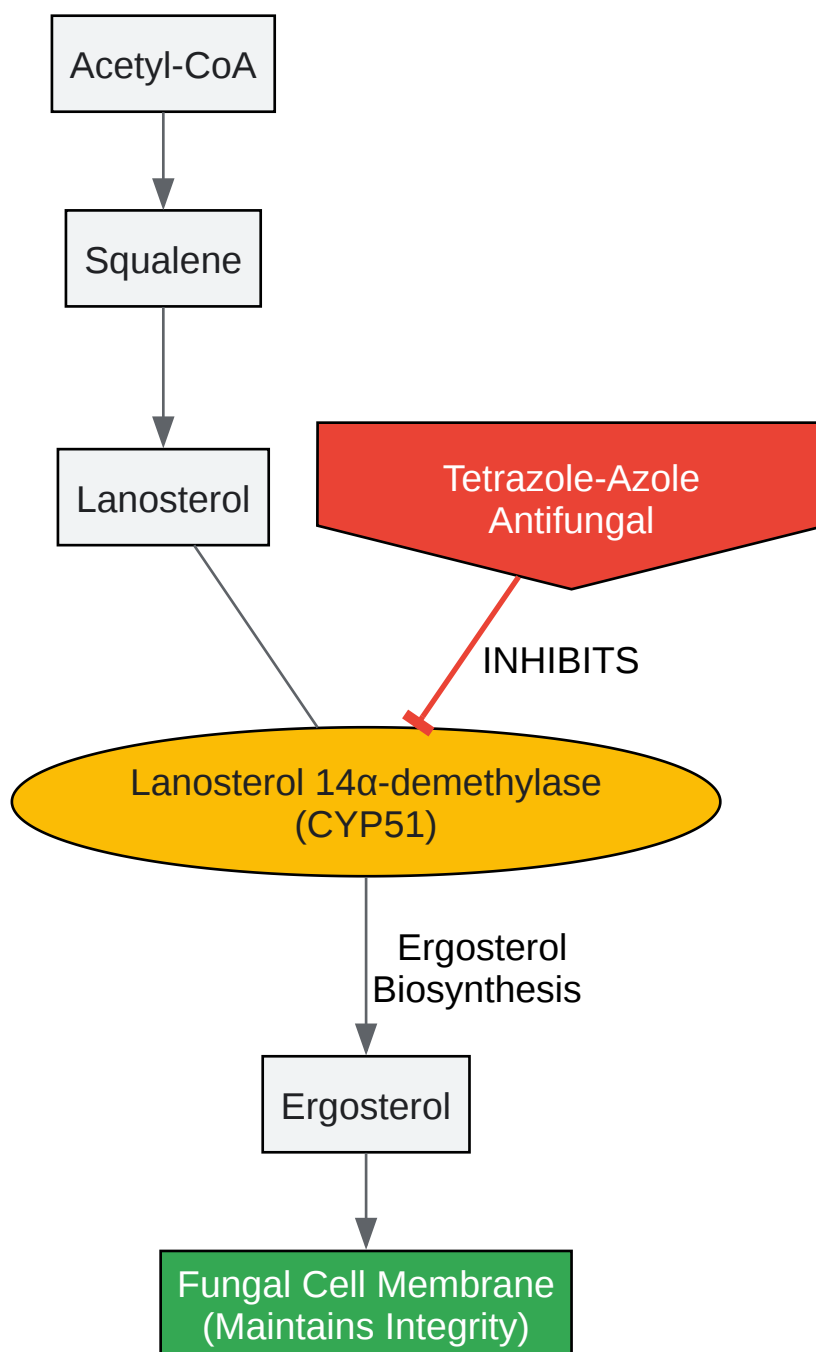 Acetyl-CoA
Squalene
Lanosterol
Tetrazole-Azole
Antifungal
INHIBITS
Lanosterol 14α-demethylase
(CYP51)
Ergosterol
Biosynthesis
Ergosterol
Fungal Cell Membrane
(Maintains Integrity)